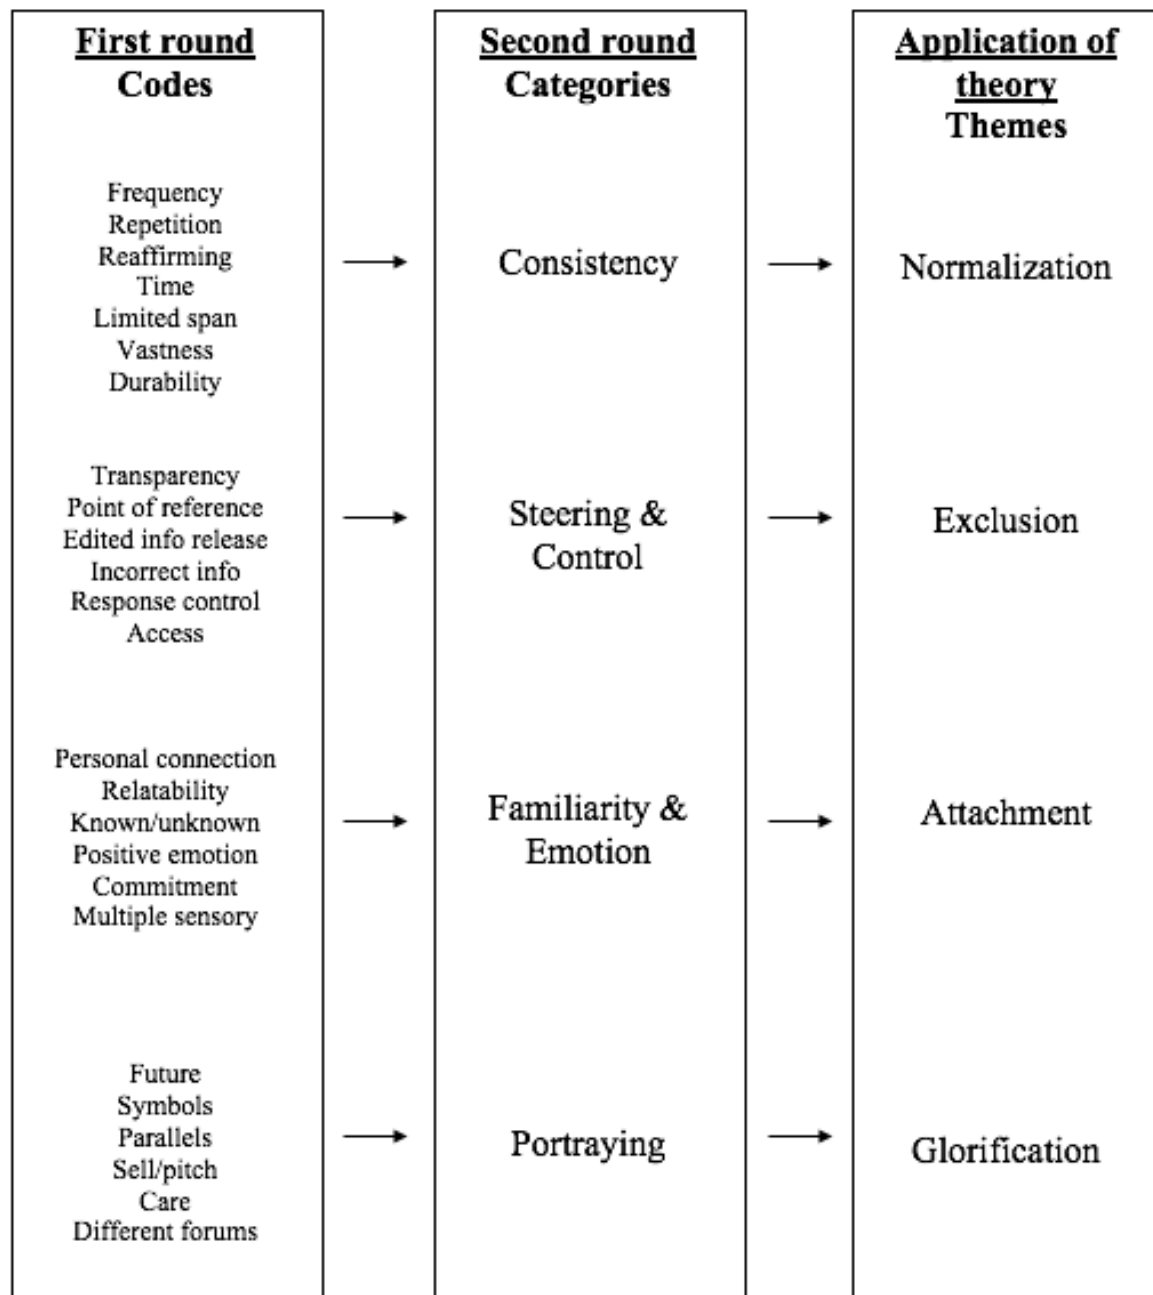 First round
Codes
Frequency
Repetition
Reaffirming
Time
Limited span
Vastness
Durability
Transparency
Point of reference
Edited info release
Incorrect info
Response control
Access
Personal connection
Relatability
Known/unknown
Positive emotion
Commitment
Multiple sensory
Future
Symbols
Parallels
Sell/pitch
Care
Different forums
Second round
Categories
Consistency
Steering &
Control
Familiarity &
Emotion
Portraying
Application of
theory
Themes
Normalization
Exclusion
Attachment
Glorification